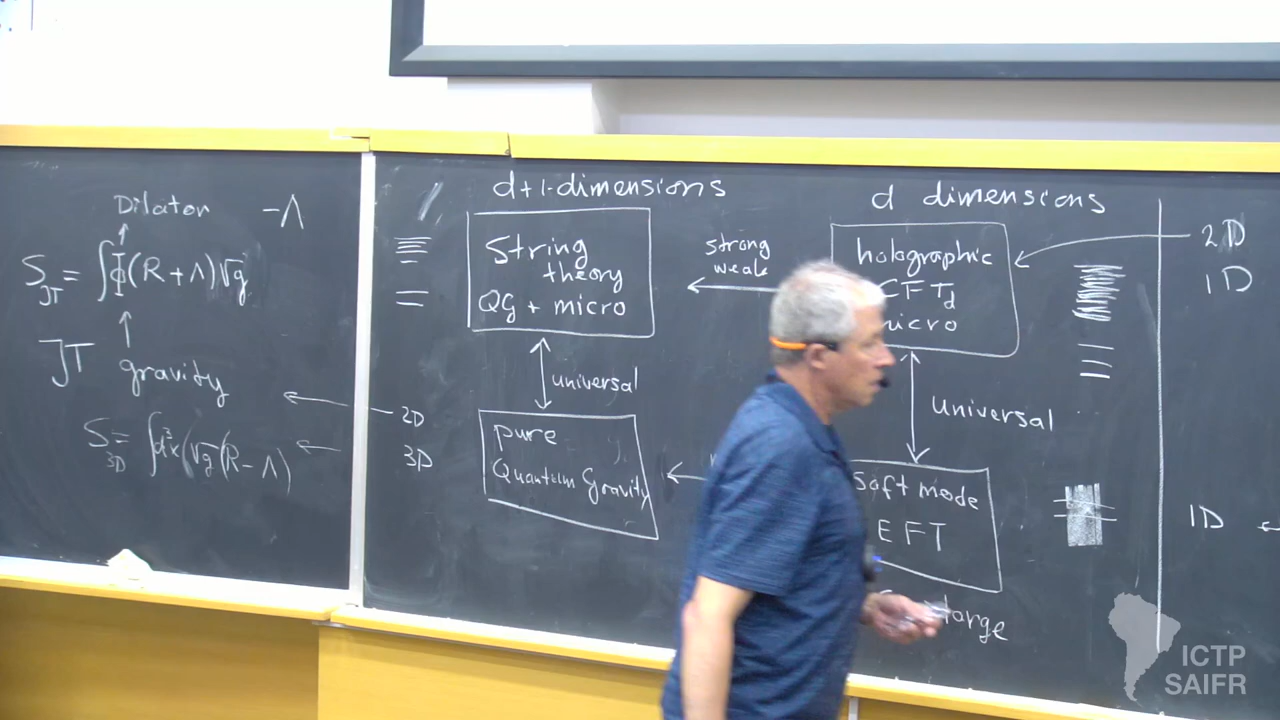 Dilaton -Λ
S_JT = ∫Φ(R+Λ)√g
JT gravity
S_3D = ∫d³x(√g(R-Λ)
d+1-dimensions
String
theory
QG + micro
universal
pure
Quantum Gravity
2D
3D
strong
weak
d dimensions
holographic
CFT_d
micro
universal
Soft mode
EFT
large
2D
1D
1D
ICTP
SAIFR